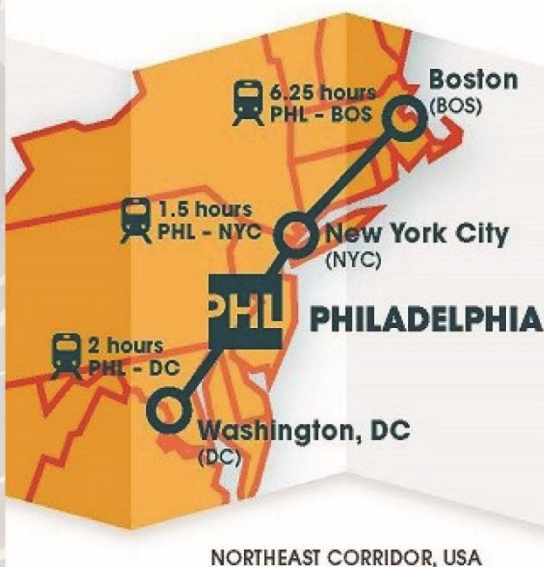 Boston
(BOS)
6.25 hours
PHL - BOS
1.5 hours
PHL - NYC
New York City
(NYC)
PHL
PHILADELPHIA
2 hours
PHL - DC
Washington, DC
(DC)
NORTHEAST CORRIDOR, USA